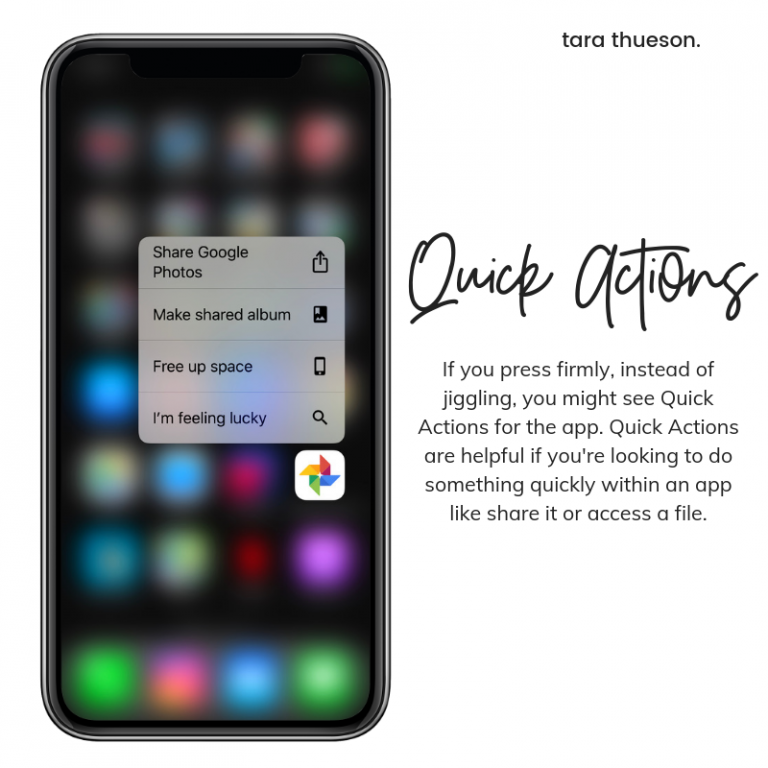 tara thueson.
Share Google
Photos
Make shared album
Free up space
I'm feeling lucky
Quick Actions
If you press firmly, instead of
jiggling, you might see Quick
Actions for the app. Quick Actions
are helpful if you're looking to do
something quickly within an app
like share it or access a file.